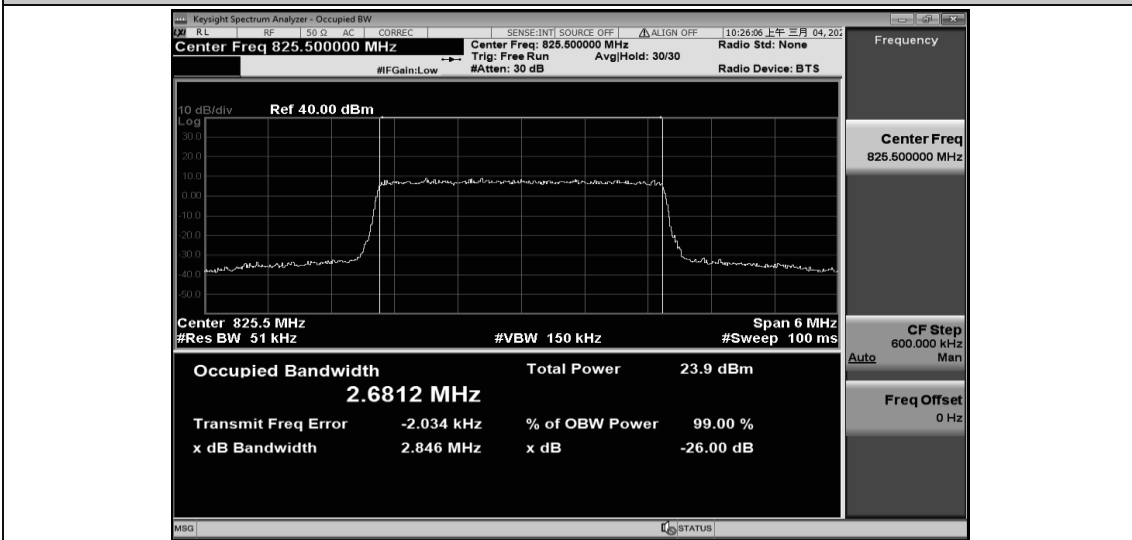 Keysight Spectrum Analyzer - Occupied BW
RL RF 50 Ω AC CORREC SENSE:INT SOURCE OFF ALIGN OFF 10:26:06 上午 三月 04, 202
Center Freq 825.500000 MHz
Center Freq: 825.500000 MHz
Radio Std: None
Trig: Free Run Avg|Hold: 30/30
#IFGain:Low #Atten: 30 dB Radio Device: BTS
10 dB/div Ref 40.00 dBm
Log
30.0
20.0
10.0
0.00
-10.0
-20.0
-30.0
-40.0
-50.0
Center 825.5 MHz Span 6 MHz
#Res BW 51 kHz #VBW 150 kHz #Sweep 100 ms
Occupied Bandwidth Total Power 23.9 dBm
2.6812 MHz
Transmit Freq Error -2.034 kHz % of OBW Power 99.00 %
x dB Bandwidth 2.846 MHz x dB -26.00 dB
Frequency
Center Freq
825.500000 MHz
CF Step
600.000 kHz
Auto Man
Freq Offset
0 Hz
MSG STATUS